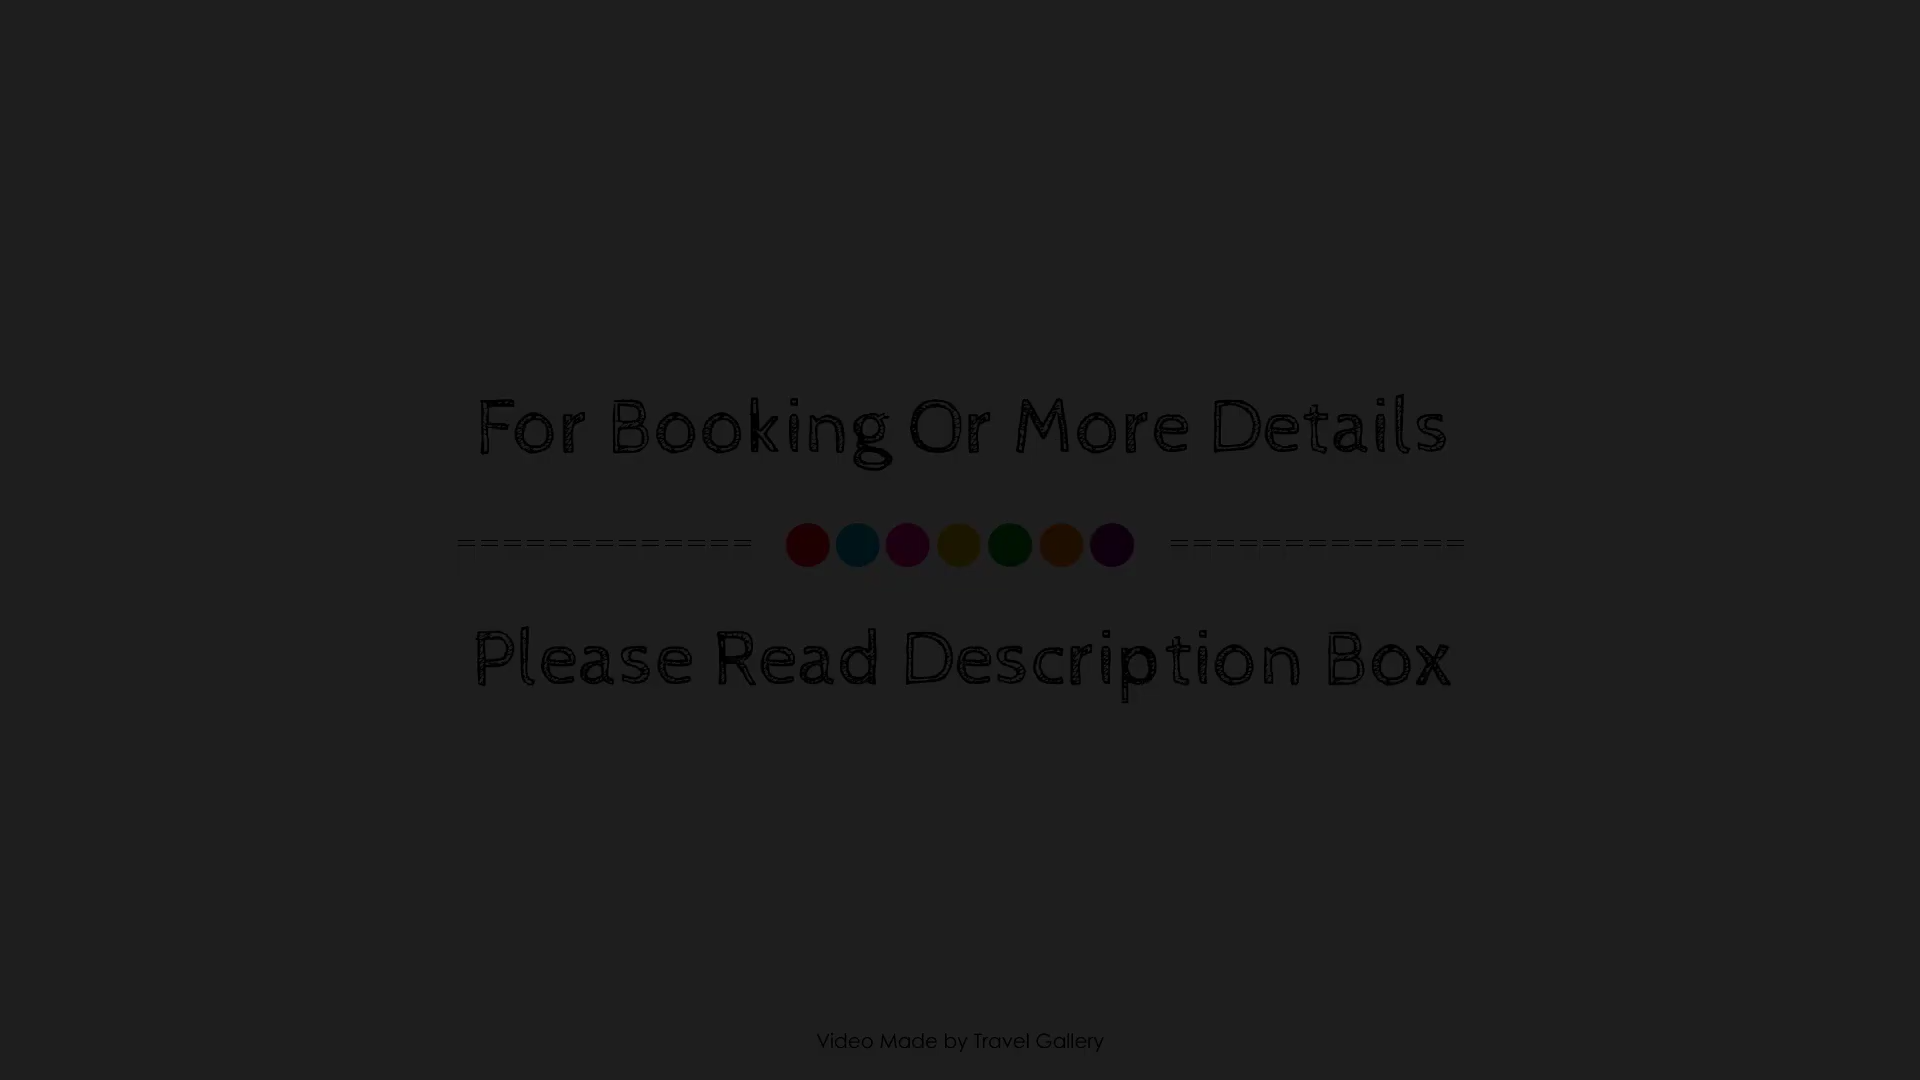 For Booking Or More Details
============= =============
Please Read Description Box
Video Made by Travel Gallery